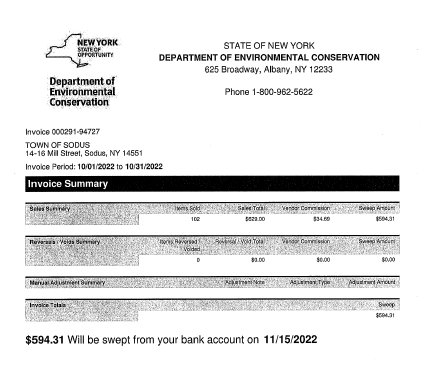 NEW YORK
STATE OF
OPPORTUNITY
Department of
Environmental
Conservation
STATE OF NEW YORK
DEPARTMENT OF ENVIRONMENTAL CONSERVATION
625 Broadway, Albany, NY 12233
Phone 1-800-962-5622
Invoice 000291-94727
TOWN OF SODUS
14-16 Mill Street, Sodus, NY 14551
Invoice Period: 10/01/2022 to 10/31/2022
Invoice Summary
Sales Summary Items Sold Sales Total Vendor Commission Sweep Amount
102 $629.00 $34.69 $594.31
Reversals / Voids Summary Items Reversed / Voided Reversal / Void Total Vendor Commission Sweep Amount
0 $0.00 $0.00 $0.00
Manual Adjustment Summary Adjustment Note Adjustment Type Adjustment Amount
Invoice Totals Sweep
$594.31
$594.31 Will be swept from your bank account on 11/15/2022